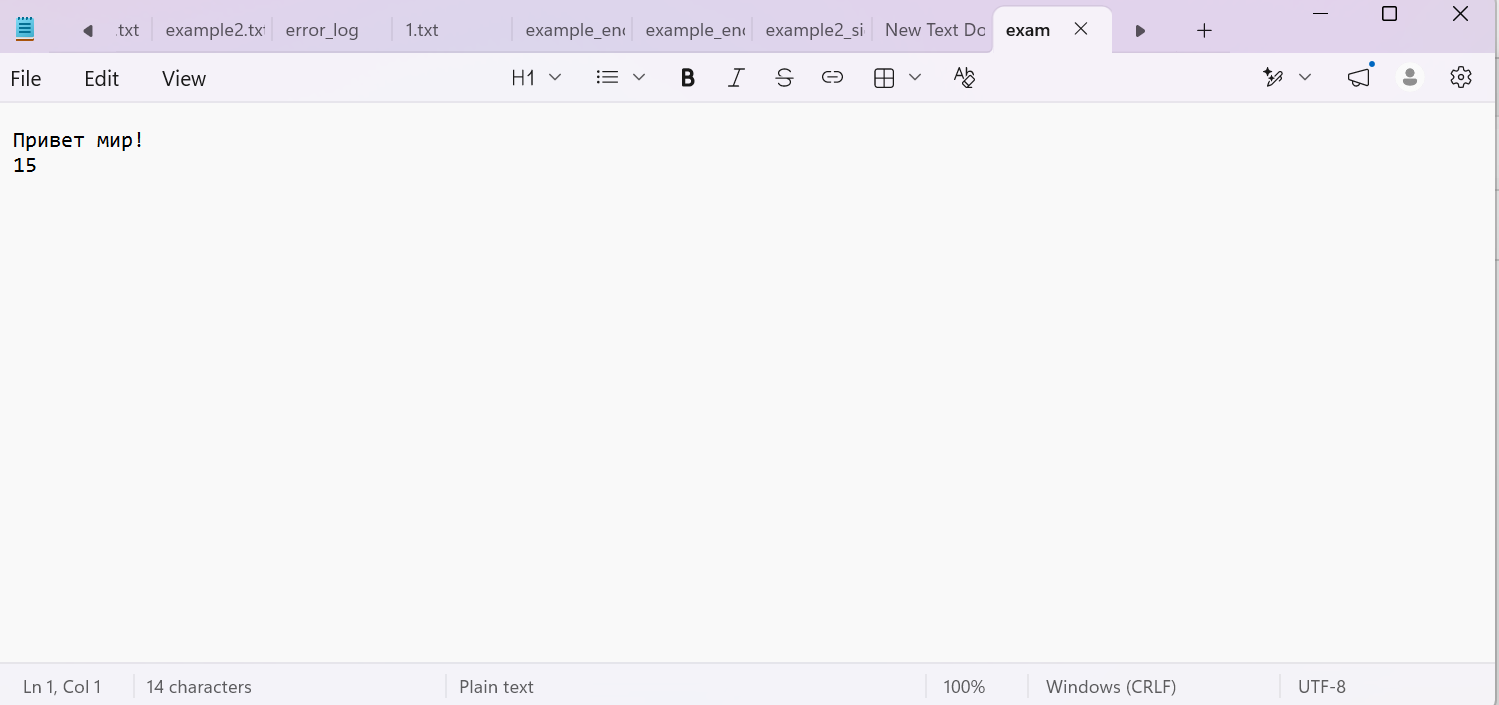 .txt example2.txt error_log 1.txt example_enc example_enc example2_si New Text Do exam
File Edit View H1
Привет мир!
15
Ln 1, Col 1 14 characters Plain text 100% Windows (CRLF) UTF-8